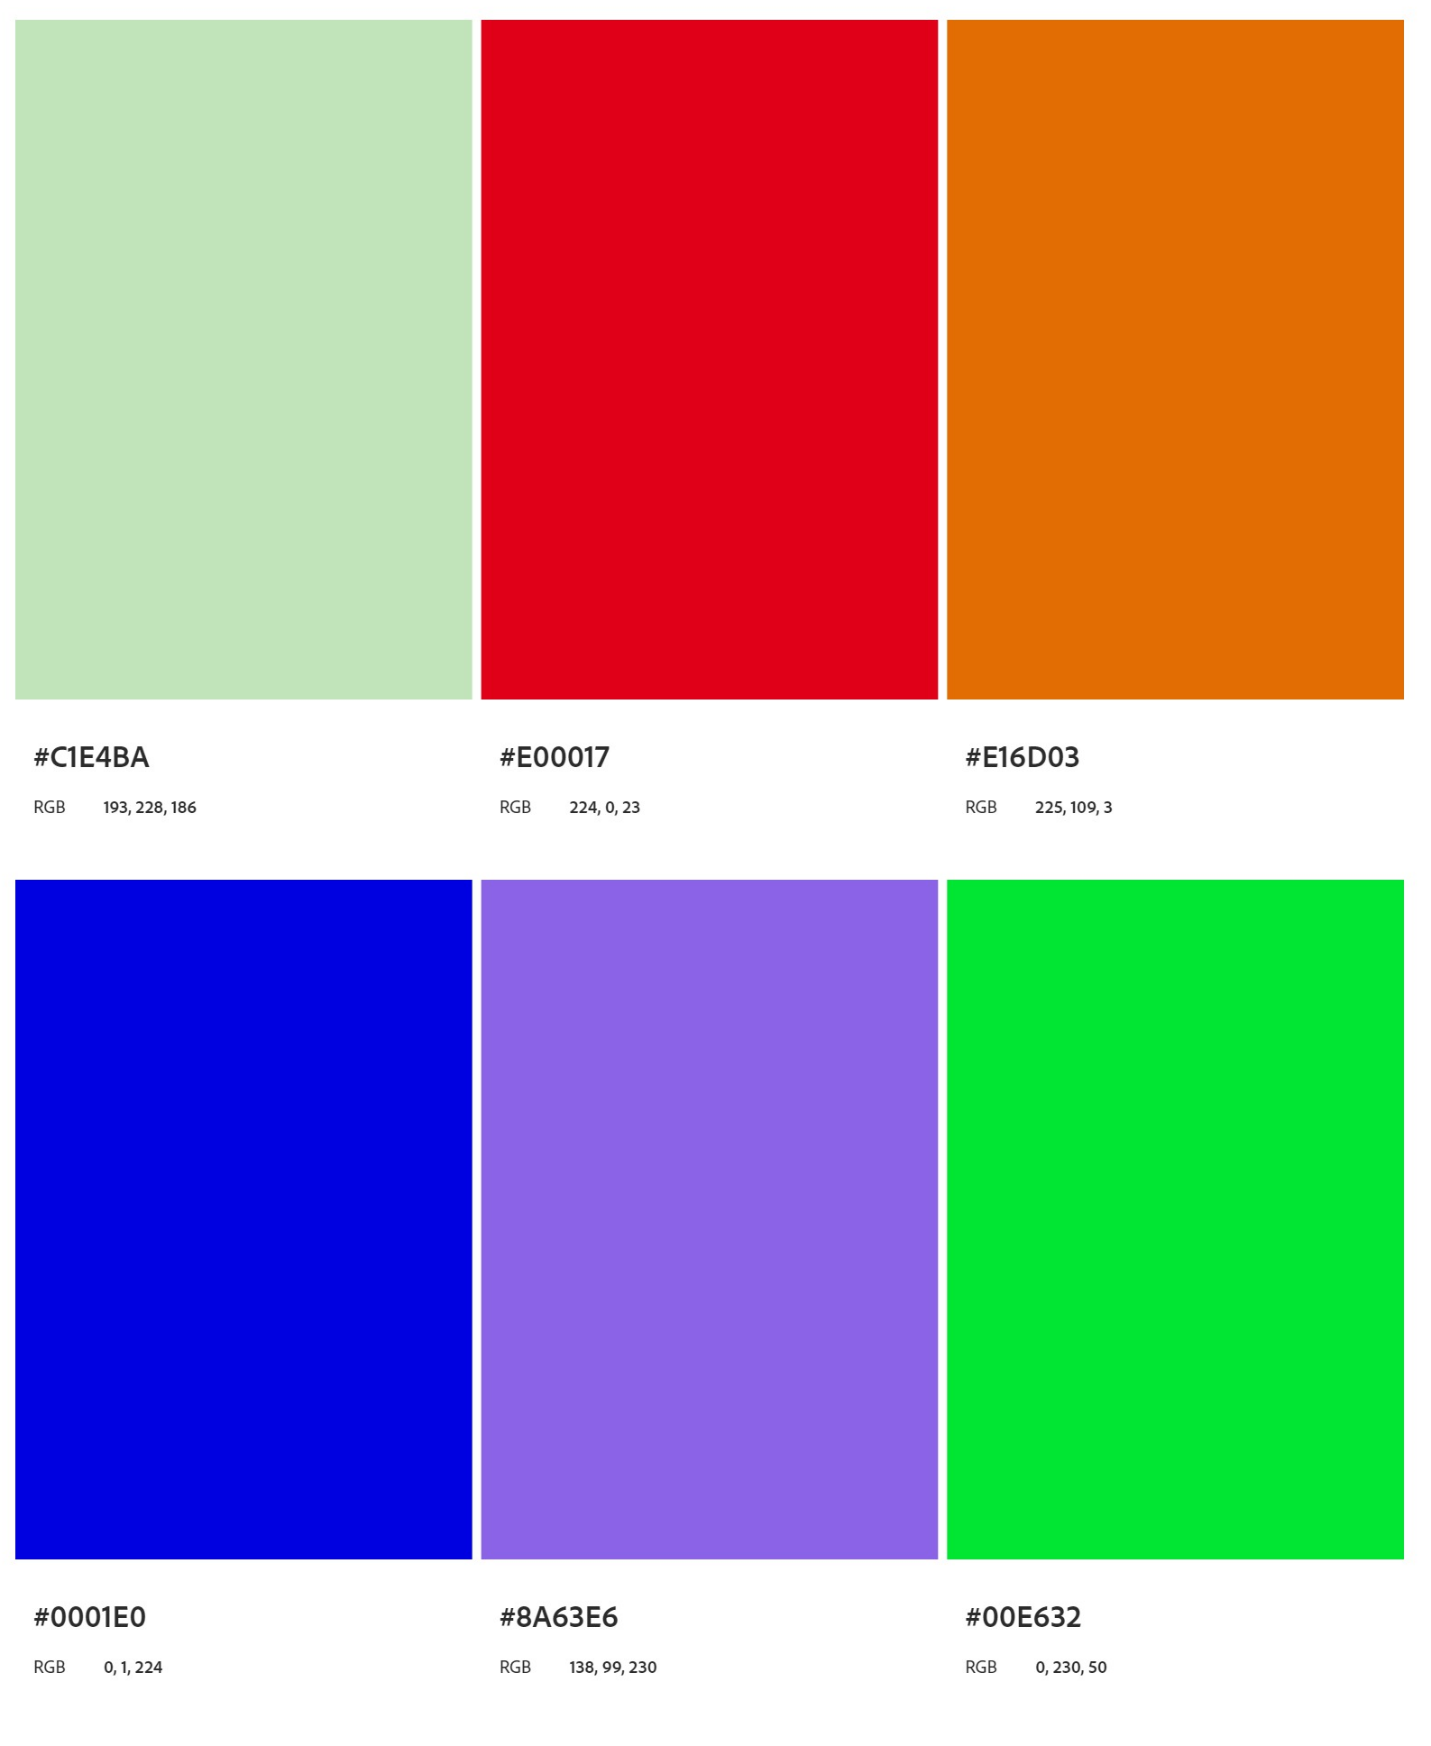 #C1E4BA #E00017 #E16D03
RGB 193, 228, 186 RGB 224, 0, 23 RGB 225, 109, 3
#0001E0 #8A63E6 #00E632
RGB 0, 1, 224 RGB 138, 99, 230 RGB 0, 230, 50